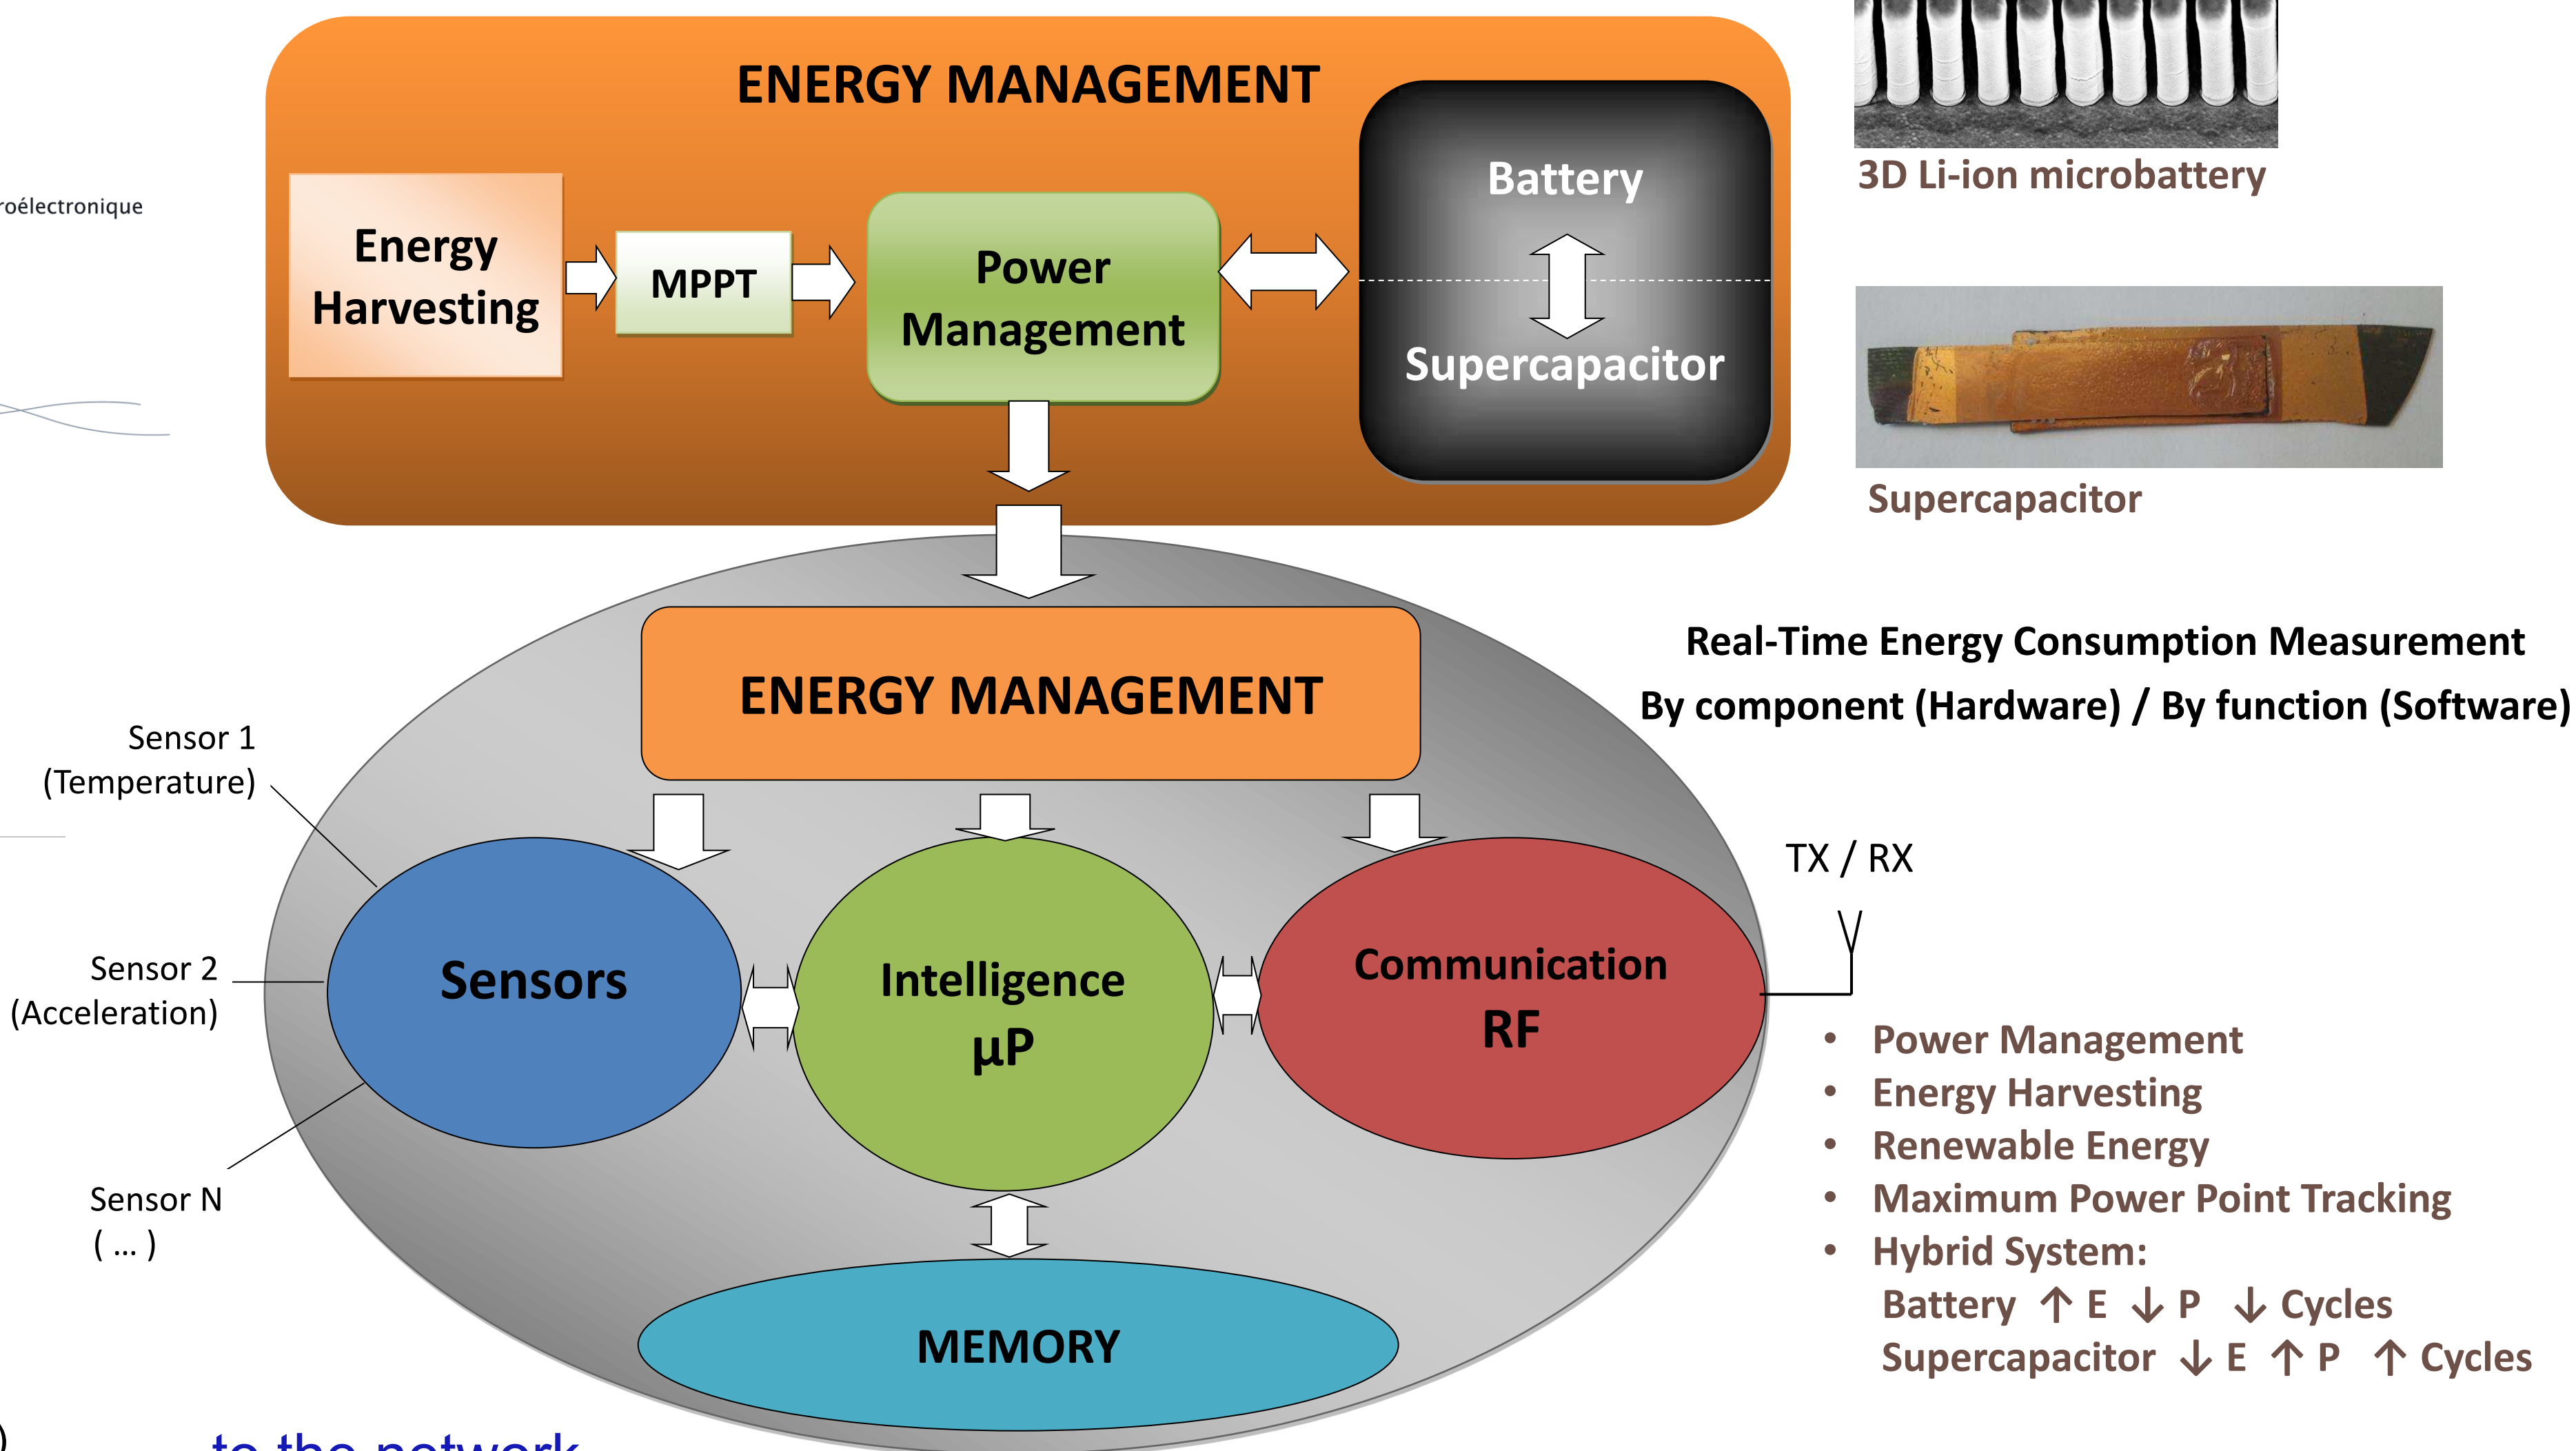 ENERGY MANAGEMENT
Energy
Harvesting
MPPT
Power
Management
Battery
Supercapacitor
3D Li-ion microbattery
Supercapacitor
ENERGY MANAGEMENT
Real-Time Energy Consumption Measurement
By component (Hardware) / By function (Software)
Sensor 1
(Temperature)
Sensor 2
(Acceleration)
Sensor N
( ... )
Sensors
Intelligence
µP
Communication
RF
TX / RX
MEMORY
• Power Management
• Energy Harvesting
• Renewable Energy
• Maximum Power Point Tracking
• Hybrid System:
Battery ↑ E ↓ P ↓ Cycles
Supercapacitor ↓ E ↑ P ↑ Cycles
to the network